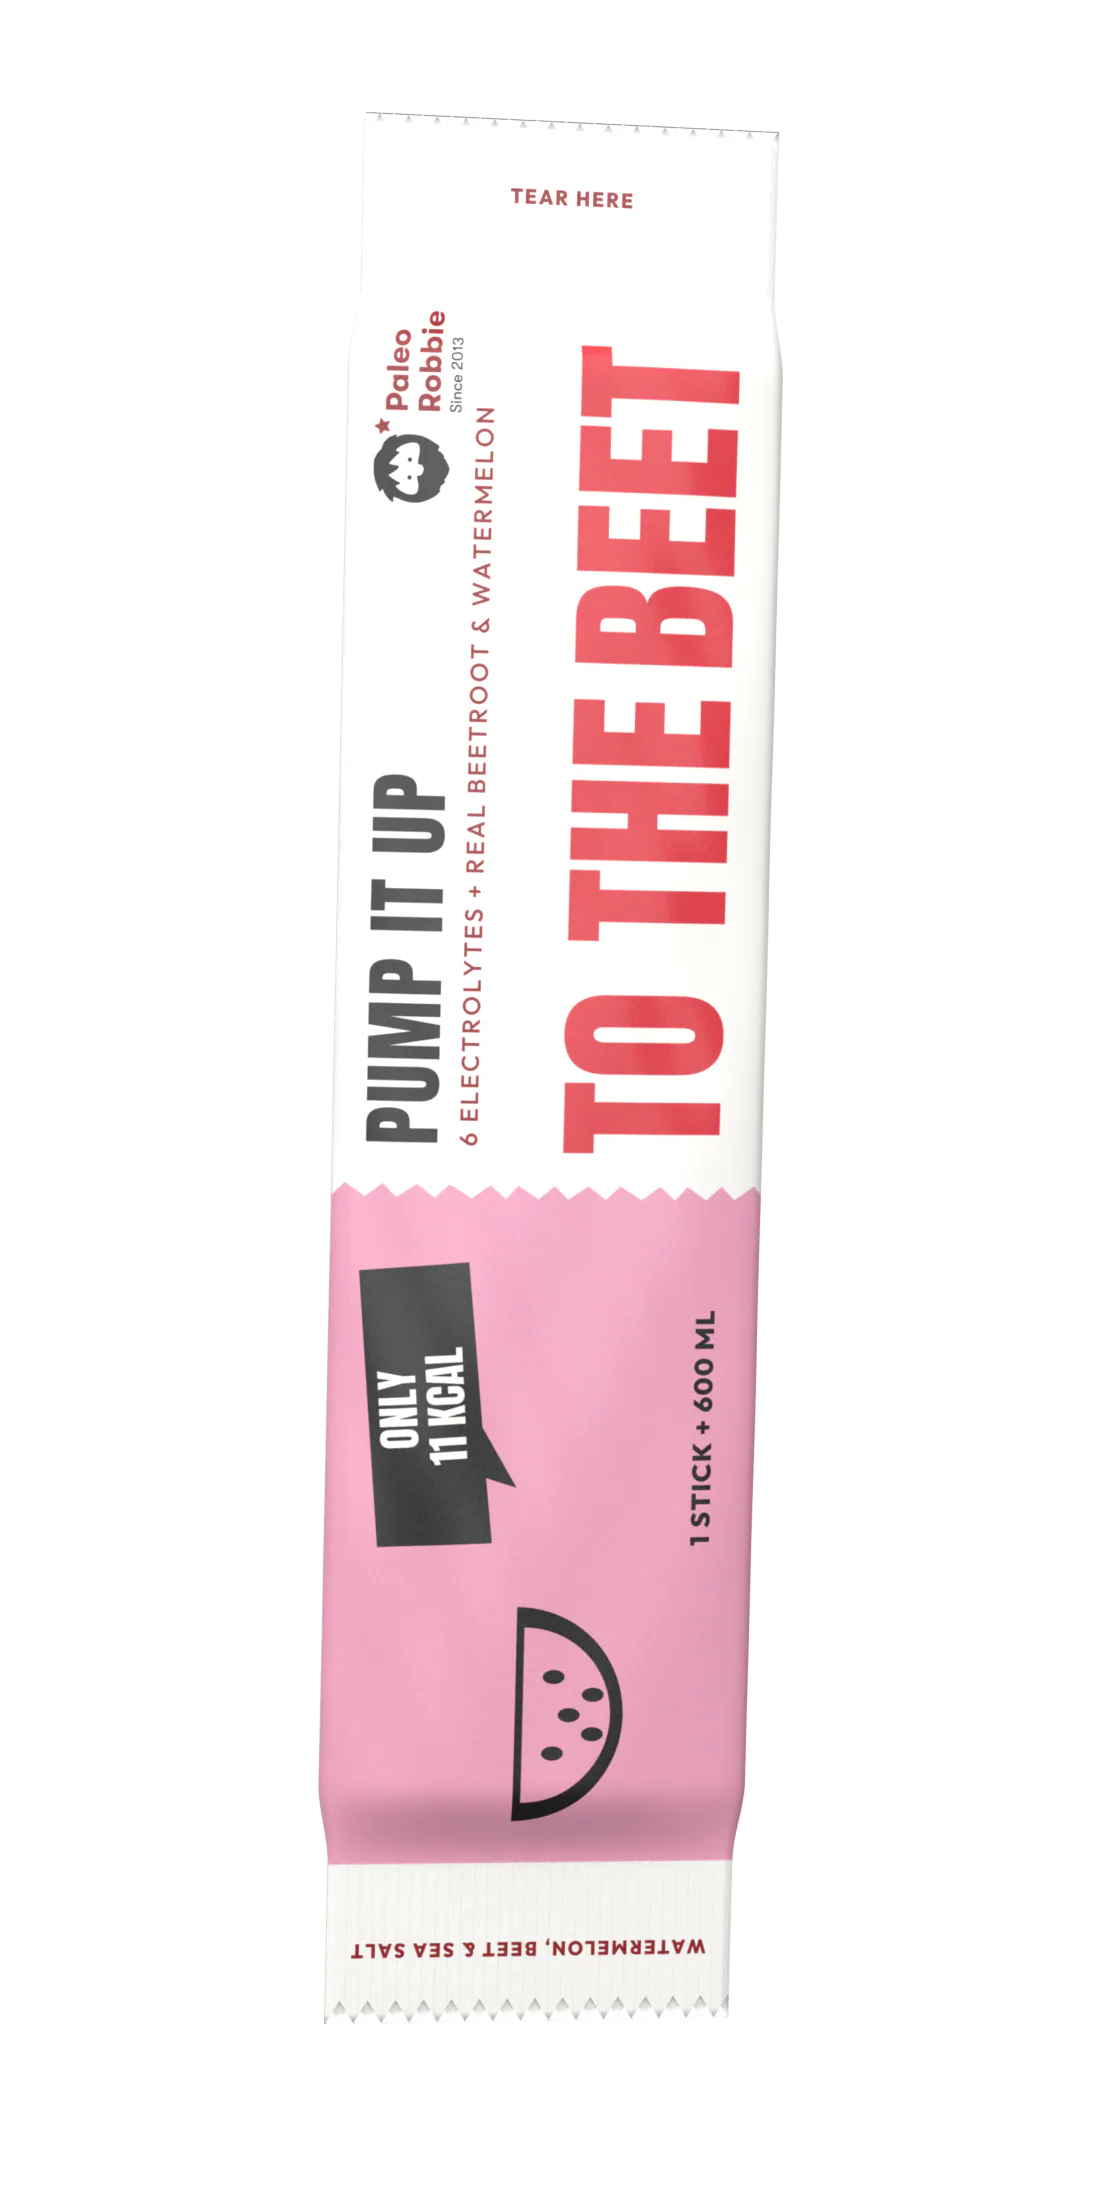 TEAR HERE
Paleo
Robbie
Since 2013
PUMP IT UP
6 ELECTROLYTES + REAL BEETROOT & WATERMELON
TO THE BEET
ONLY
11 KCAL
1 STICK + 600 ML
WATERMELON, BEET & SEA SALT